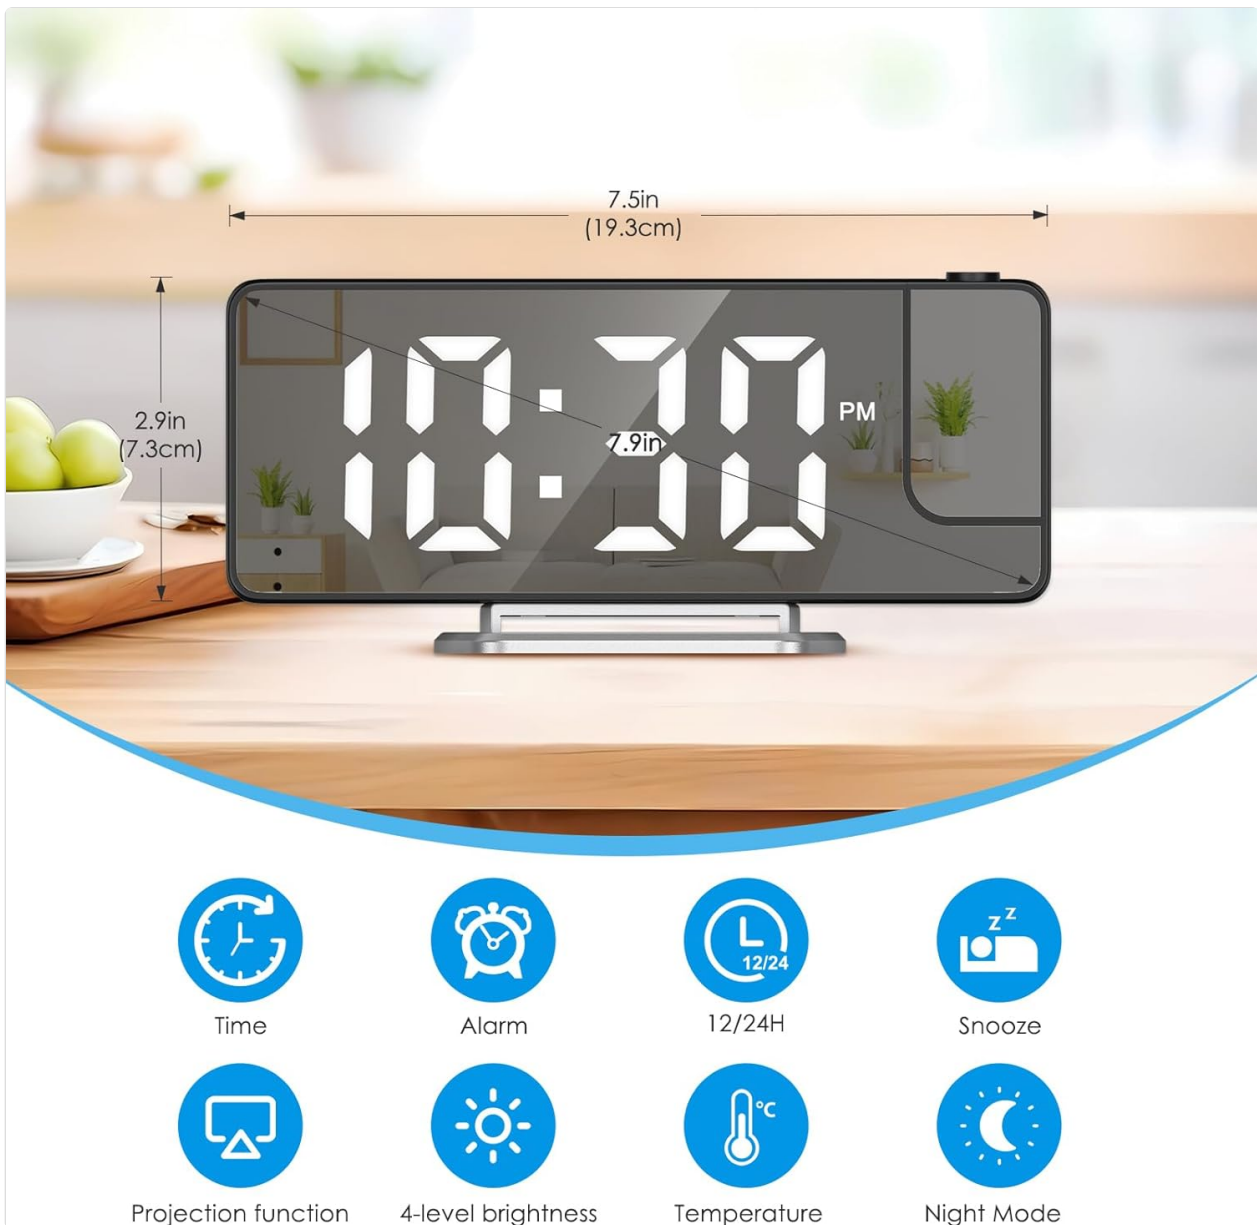 7.5in
(19.3cm)
2.9in
(7.3cm)
10:30 PM
7.9in
12/24
z z
°C
Time
Alarm
12/24H
Snooze
Projection function
4-level brightness
Temperature
Night Mode